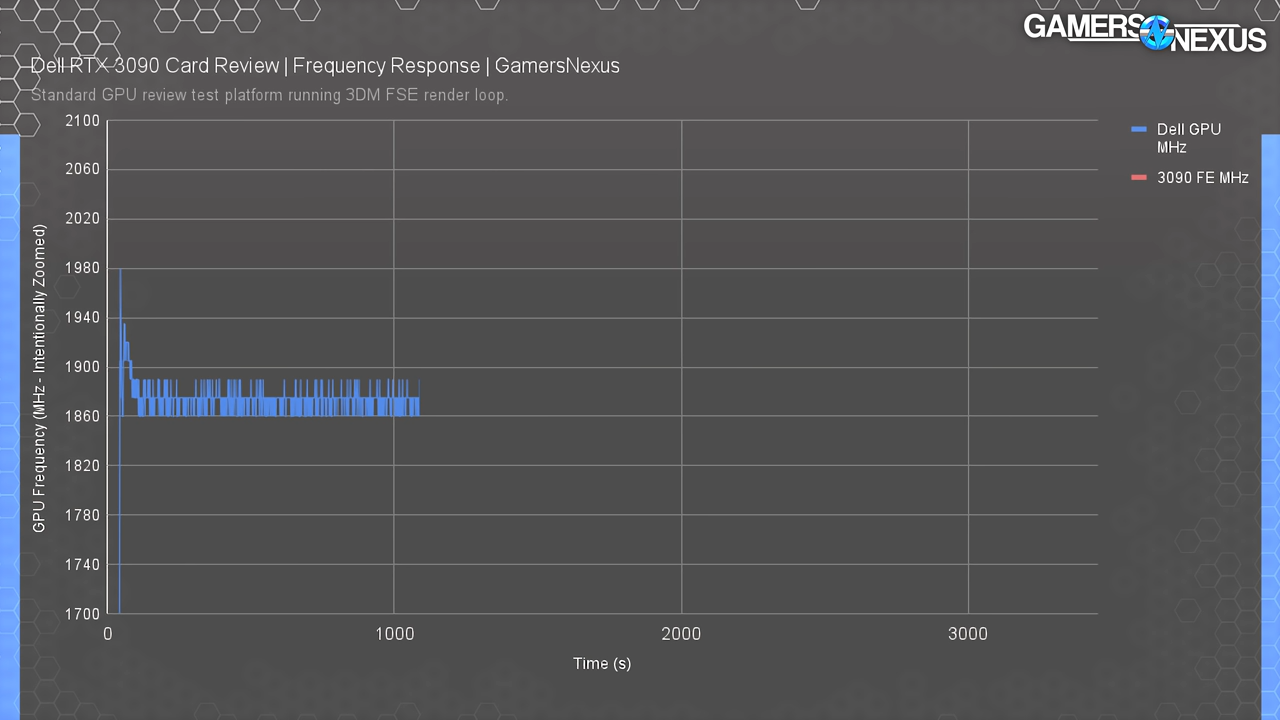 GAMERS NEXUS
Dell RTX 3090 Card Review | Frequency Response | GamersNexus
Standard GPU review test platform running 3DM FSE render loop.
2100
2060
2020
1980
1940
1900
1860
1820
1780
1740
1700
GPU Frequency (MHz - Intentionally Zoomed)
0
1000
2000
3000
Time (s)
Dell GPU
MHz
3090 FE MHz